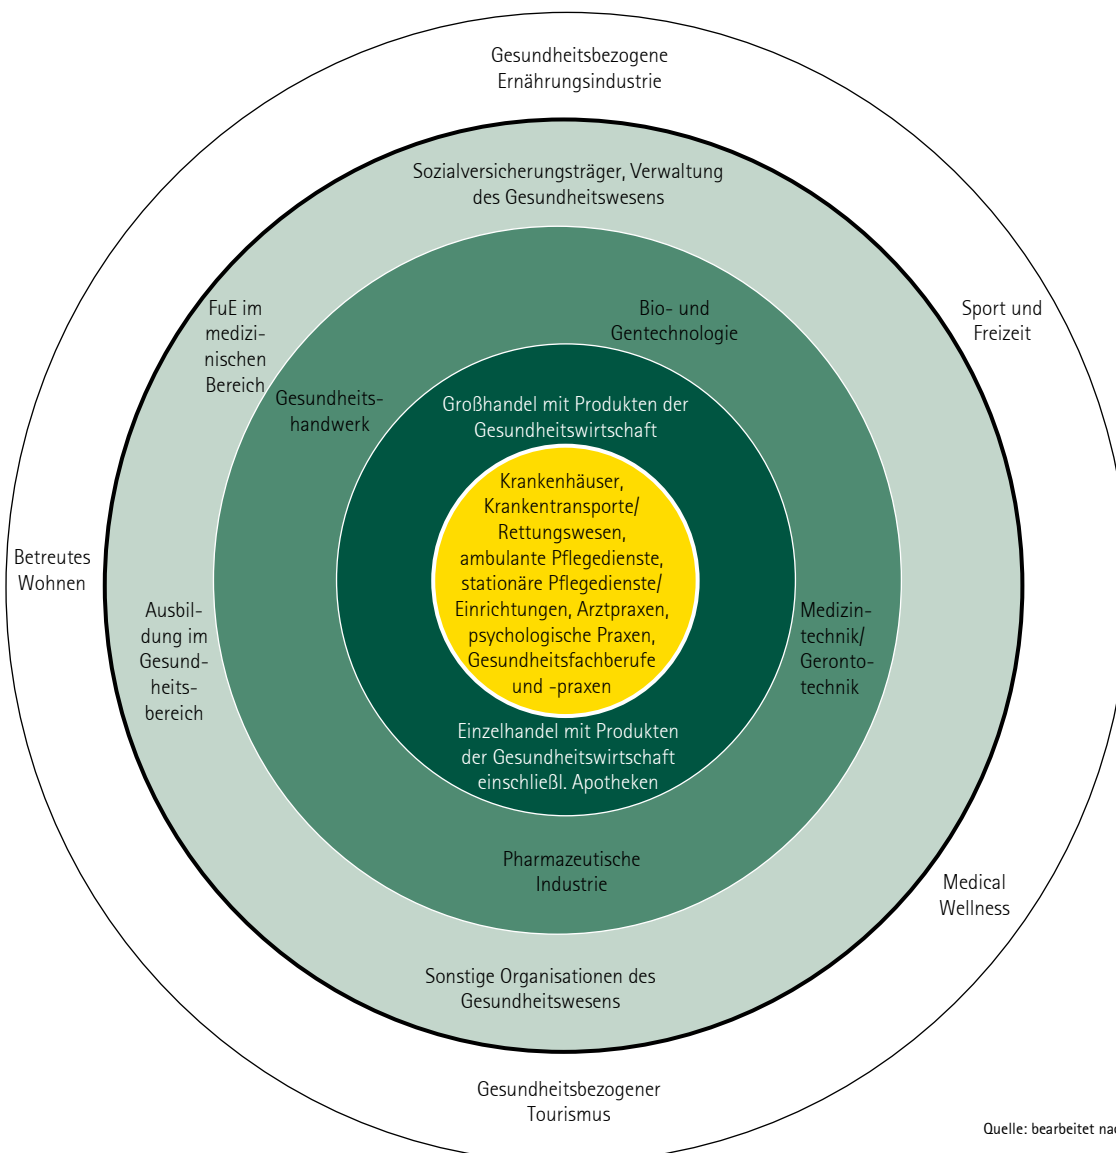 Gesundheitsbezogene
Ernährungsindustrie
Sozialversicherungsträger, Verwaltung
des Gesundheitswesens
FuE im
medizi-
nischen
Bereich
Bio- und
Gentechnologie
Sport und
Freizeit
Gesundheits-
handwerk
Großhandel mit Produkten der
Gesundheitswirtschaft
Krankenhäuser,
Krankentransporte/
Rettungswesen,
ambulante Pflegedienste,
stationäre Pflegedienste/
Einrichtungen, Arztpraxen,
psychologische Praxen,
Gesundheitsfachberufe
und -praxen
Betreutes
Wohnen
Ausbil-
dung im
Gesund-
heits-
bereich
Medizin-
technik/
Geronto-
technik
Einzelhandel mit Produkten
der Gesundheitswirtschaft
einschließl. Apotheken
Pharmazeutische
Industrie
Medical
Wellness
Sonstige Organisationen des
Gesundheitswesens
Gesundheitsbezogener
Tourismus
Quelle: bearbeitet